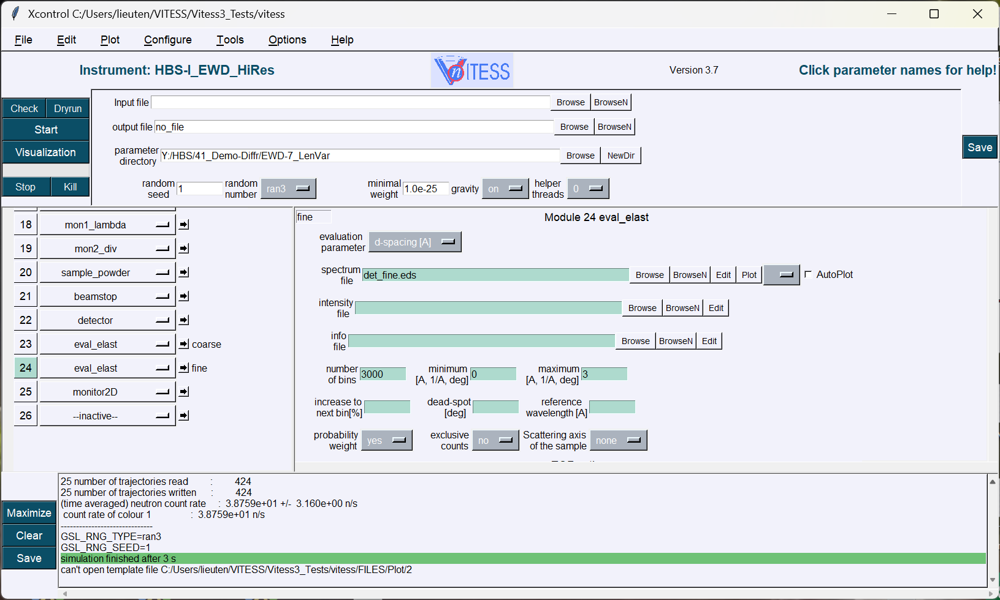 Xcontrol C:/Users/lieuten/VITESS/Vitess3_Tests/vitess
File Edit Plot Configure Tools Options Help
Instrument: HBS-I_EWD_HiRes
VnITESS
Version 3.7
Click parameter names for help!
Check Dryrun
Start
Visualization
Stop Kill
Input file Browse BrowseN
output file no_file Browse BrowseN
parameter directory Y:/HBS/41_Demo-Diffr/EWD-7_LenVar Browse NewDir
random seed 1 random number ran3 minimal weight 1.0e-25 gravity on helper threads 0
Save
18 mon1_lambda
19 mon2_div
20 sample_powder
21 beamstop
22 detector
23 eval_elast coarse
24 eval_elast fine
25 monitor2D
26 --inactive--
fine Module 24 eval_elast
evaluation parameter d-spacing [A]
spectrum file det_fine.eds Browse BrowseN Edit Plot AutoPlot
intensity file Browse BrowseN Edit
info file Browse BrowseN Edit
number of bins 3000 minimum [A, 1/A, deg] 0 maximum [A, 1/A, deg] 3
increase to next bin[%] dead-spot [deg] reference wavelength [A]
probability weight yes exclusive counts no Scattering axis of the sample none
Maximize
Clear
Save
25 number of trajectories read : 424
25 number of trajectories written : 424
(time averaged) neutron count rate : 3.8759e+01 +/- 3.160e+00 n/s
count rate of colour 1 : 3.8759e+01 n/s
------------------------------
GSL_RNG_TYPE=ran3
GSL_RNG_SEED=1
simulation finished after 3 s
can't open template file C:/Users/lieuten/VITESS/Vitess3_Tests/vitess/FILES/Plot/2